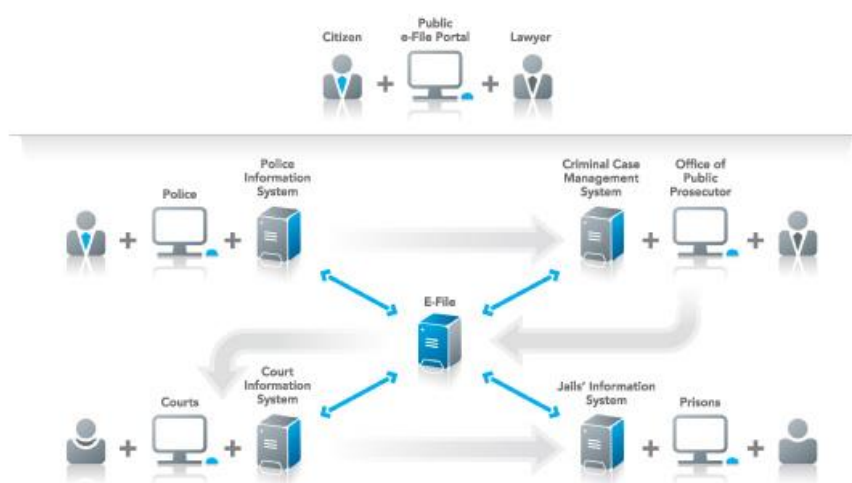 Public
Citizen e-File Portal Lawyer
Police
Information
System
Police
Criminal Case
Management
System
Office of
Public
Prosecutor
E-File
Court
Information
System
Courts
Jails' Information
System
Prisons